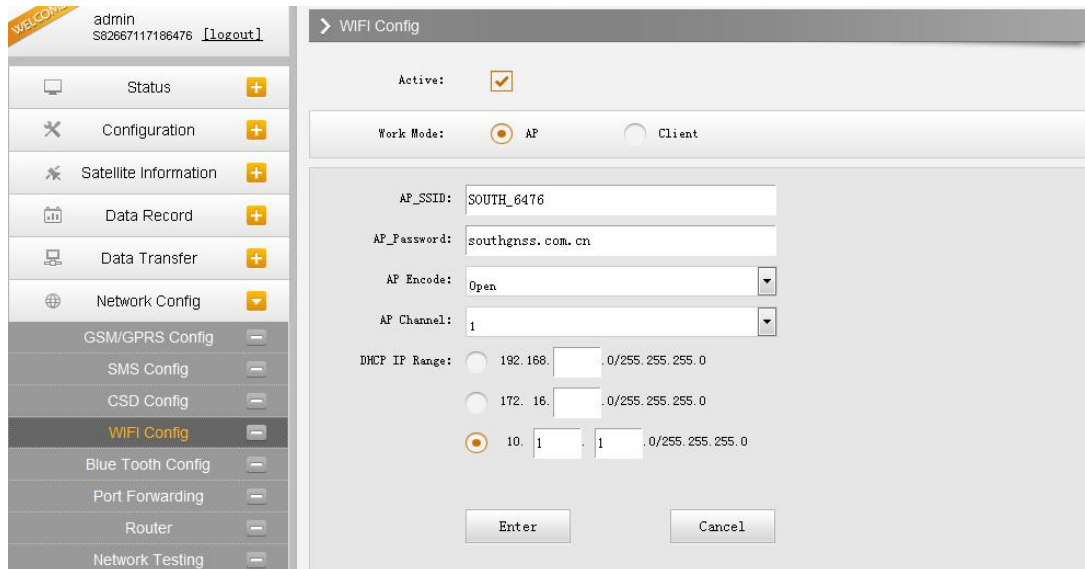 WELCOME
admin
S82667117186476 [logout]
Status
Configuration
Satellite Information
Data Record
Data Transfer
Network Config
GSM/GPRS Config
SMS Config
CSD Config
WIFI Config
Blue Tooth Config
Port Forwarding
Router
Network Testing
WIFI Config
Active:
Work Mode: AP Client
AP_SSID: SOUTH_6476
AP_Password: southgnss.com.cn
AP Encode: Open
AP Channel: 1
DHCP IP Range: 192.168. .0/255.255.255.0
172. 16. .0/255.255.255.0
10. 1 . 1 .0/255.255.255.0
Enter Cancel